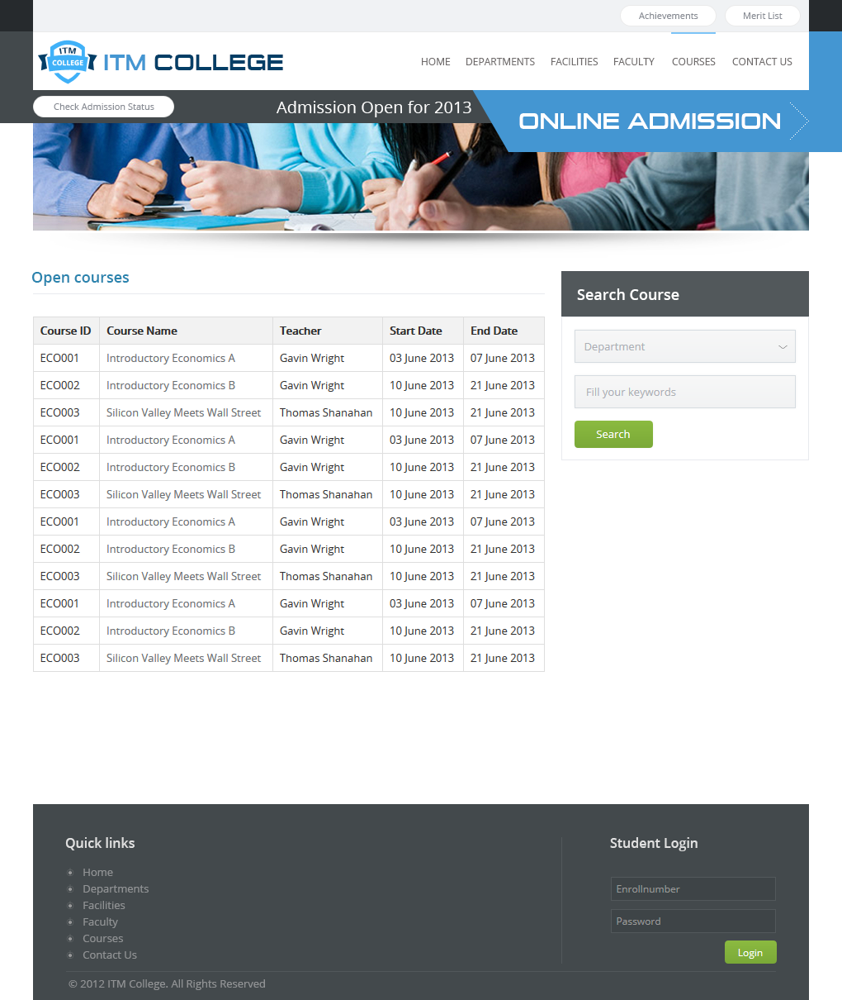 Achievements Merit List
ITM COLLEGE ITM COLLEGE
HOME DEPARTMENTS FACILITIES FACULTY COURSES CONTACT US
Check Admission Status Admission Open for 2013 ONLINE ADMISSION
Open courses
Course ID Course Name Teacher Start Date End Date
ECO001 Introductory Economics A Gavin Wright 03 June 2013 07 June 2013
ECO002 Introductory Economics B Gavin Wright 10 June 2013 21 June 2013
ECO003 Silicon Valley Meets Wall Street Thomas Shanahan 10 June 2013 21 June 2013
ECO001 Introductory Economics A Gavin Wright 03 June 2013 07 June 2013
ECO002 Introductory Economics B Gavin Wright 10 June 2013 21 June 2013
ECO003 Silicon Valley Meets Wall Street Thomas Shanahan 10 June 2013 21 June 2013
ECO001 Introductory Economics A Gavin Wright 03 June 2013 07 June 2013
ECO002 Introductory Economics B Gavin Wright 10 June 2013 21 June 2013
ECO003 Silicon Valley Meets Wall Street Thomas Shanahan 10 June 2013 21 June 2013
ECO001 Introductory Economics A Gavin Wright 03 June 2013 07 June 2013
ECO002 Introductory Economics B Gavin Wright 10 June 2013 21 June 2013
ECO003 Silicon Valley Meets Wall Street Thomas Shanahan 10 June 2013 21 June 2013
Search Course
Department
Fill your keywords
Search
Quick links
Home
Departments
Facilities
Faculty
Courses
Contact Us
Student Login
Enrollnumber
Password
Login
© 2012 ITM College. All Rights Reserved